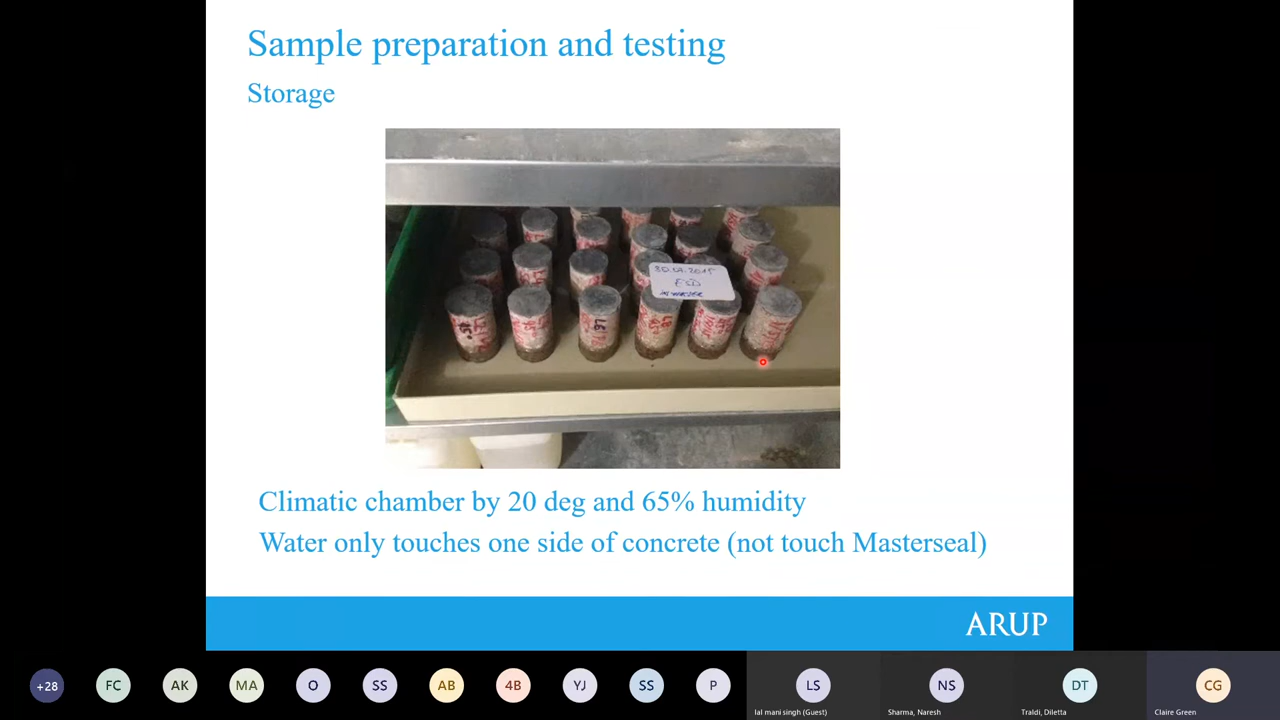 Sample preparation and testing
Storage
ESD
Climatic chamber by 20 deg and 65% humidity
Water only touches one side of concrete (not touch Masterseal)
ARUP
+28 FC AK MA O SS AB 4B YJ SS P LS NS DT CG
lal mani singh (Guest) Sharma, Naresh Traldi, Diletta Claire Green